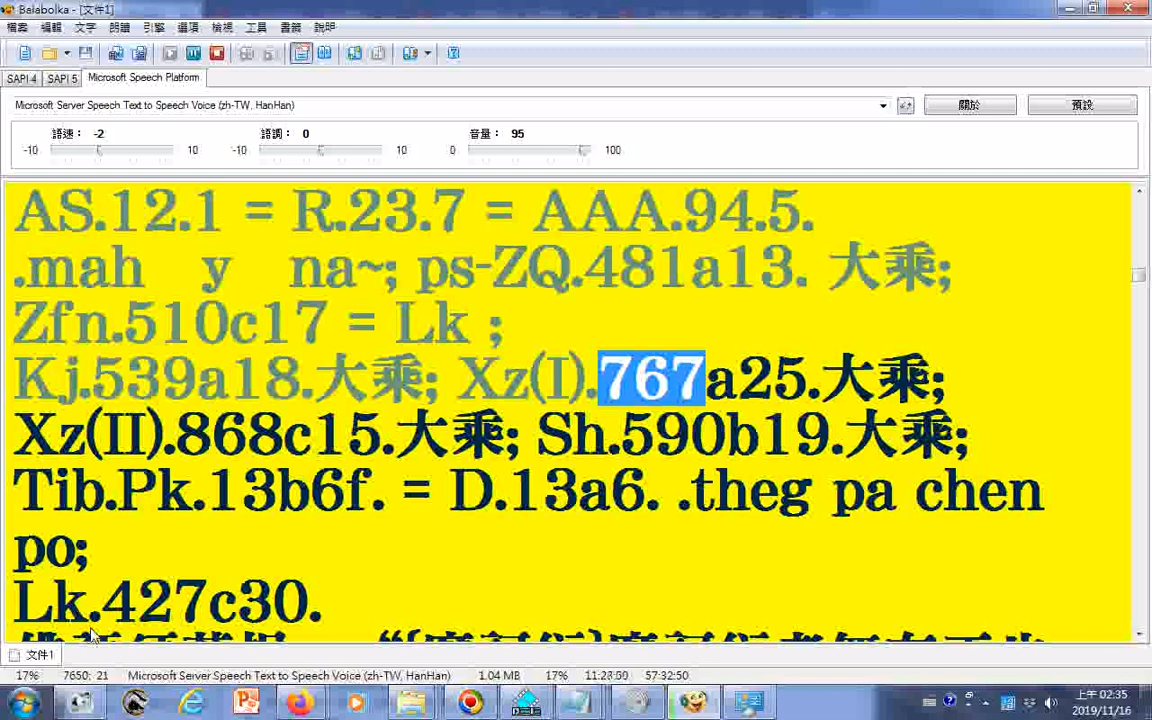 Balabolka - [文件1]
檔案 編輯 文字 朗讀 引擎 選項 檢視 工具 書籤 說明
SAPI 4 SAPI 5 Microsoft Speech Platform
Microsoft Server Speech Text to Speech Voice (zh-TW, HanHan) 關於 預設
語速： -2 語調： 0 音量： 95
-10 10 -10 10 0 100
AS.12.1 = R.23.7 = AAA.94.5.
.mah y na~; ps-ZQ.481a13. 大乘;
Zfn.510c17 = Lk ;
Kj.539a18.大乘; Xz(I).767a25.大乘;
Xz(II).868c15.大乘; Sh.590b19.大乘;
Tib.Pk.13b6f. = D.13a6. .theg pa chen
po;
Lk.427c30.
文件1
17% 7650; 21 Microsoft Server Speech Text to Speech Voice (zh-TW, HanHan) 1.04 MB 17% 11:23:50 57:32:50
上午 02:35
2019/11/16